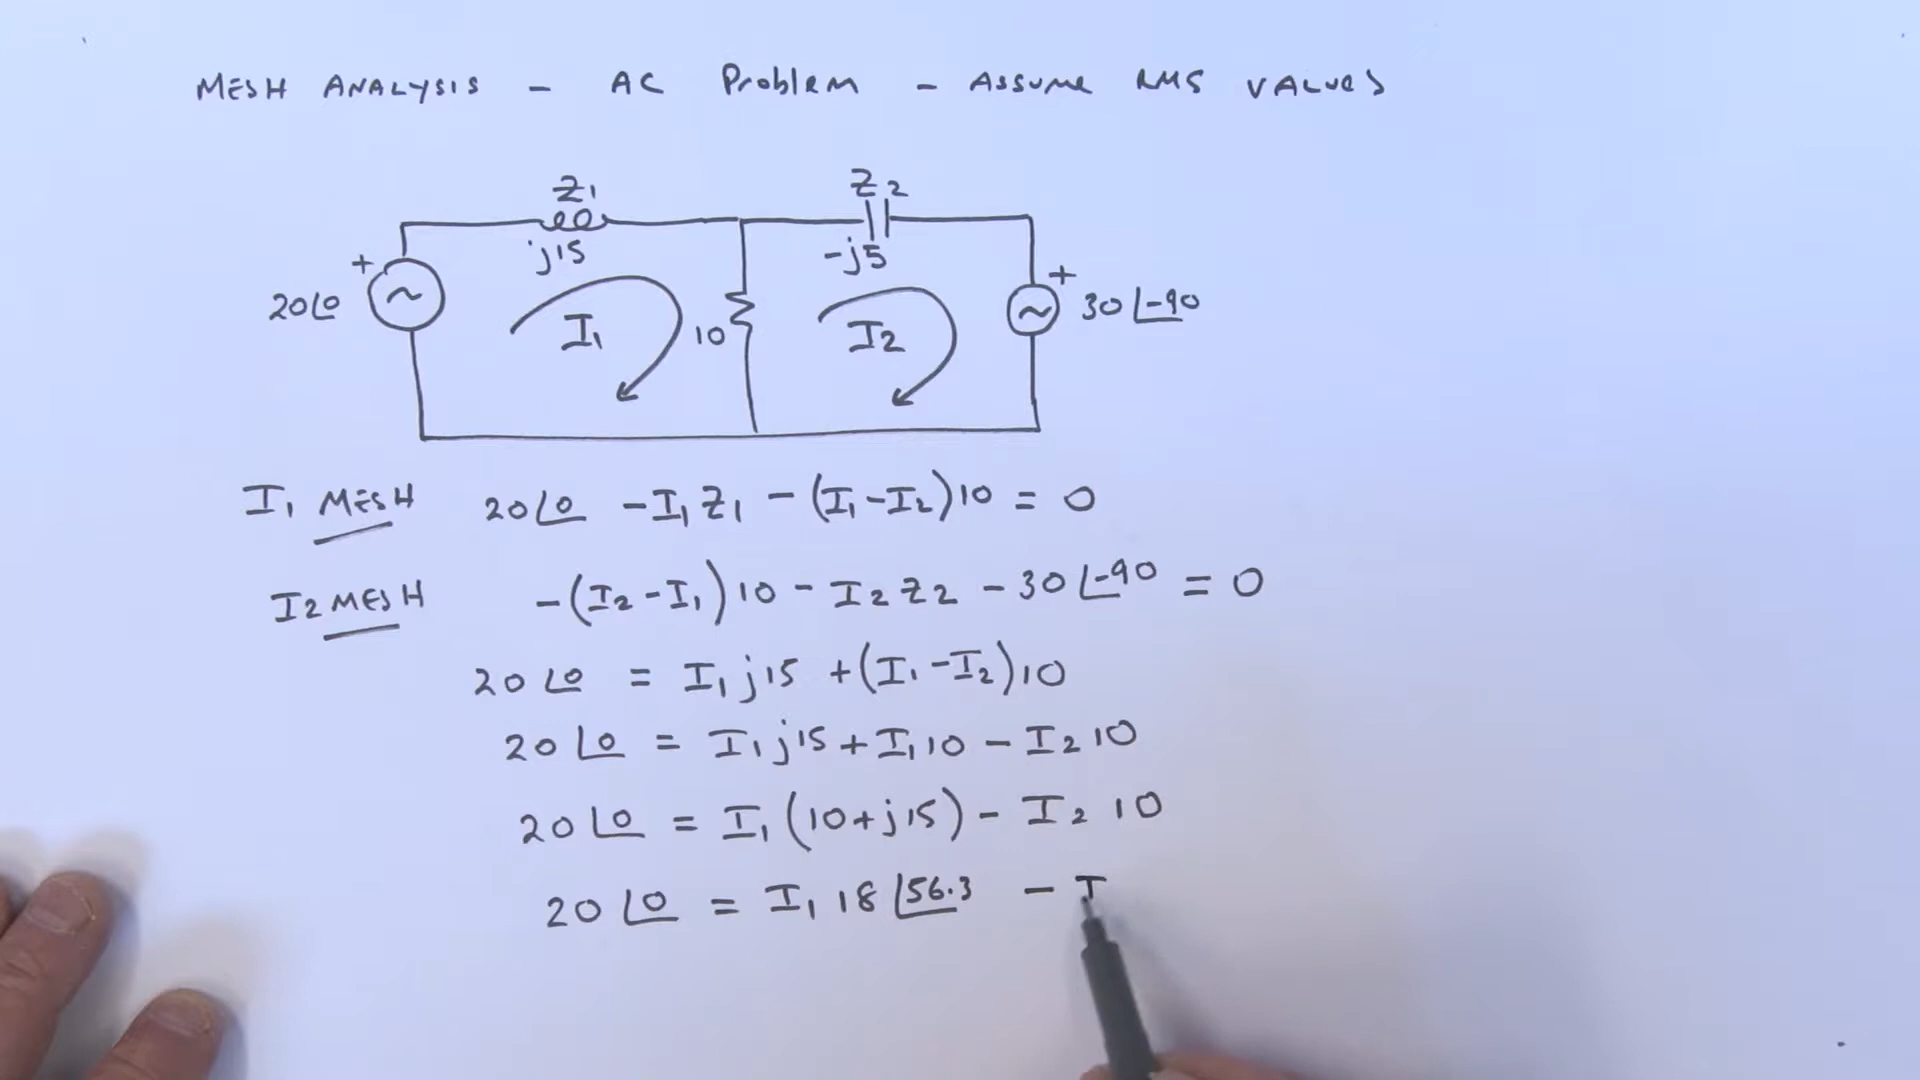 MESH ANALYSIS - AC Problem - ASSUME RMS VALUES
Z1
Z2
j15
-j5
+
+
20∠0
30∠-90
I1
10
I2
I1 MESH 20∠0 - I1 Z1 - (I1 - I2)10 = 0
I2 MESH -(I2 - I1)10 - I2 Z2 - 30∠-90 = 0
20∠0 = I1 j15 + (I1 - I2)10
20∠0 = I1 j15 + I1 10 - I2 10
20∠0 = I1 (10 + j15) - I2 10
20∠0 = I1 18∠56.3 - I